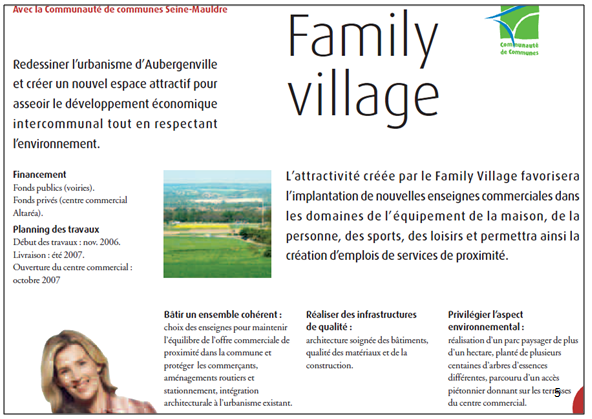 Avec la Communauté de communes Seine-Mauldre
Family
village
Communauté
de Communes
Redessiner l'urbanisme d'Aubergenville
et créer un nouvel espace attractif pour
asseoir le développement économique
intercommunal tout en respectant
l'environnement.
Financement
Fonds publics (voiries).
Fonds privés (centre commercial
Altaréa).
Planning des travaux
Début des travaux : nov. 2006.
Livraison : été 2007.
Ouverture du centre commercial :
octobre 2007
L'attractivité créée par le Family Village favorisera
l'implantation de nouvelles enseignes commerciales dans
les domaines de l'équipement de la maison, de la
personne, des sports, des loisirs et permettra ainsi la
création d'emplois de services de proximité.
Bâtir un ensemble cohérent :
choix des enseignes pour maintenir
l'équilibre de l'offre commerciale de
proximité dans la commune et
protéger les commerçants,
aménagements routiers et
stationnement, intégration
architecturale à l'urbanisme existant.
Réaliser des infrastructures
de qualité :
architecture soignée des bâtiments,
qualité des matériaux et de la
construction.
Privilégier l'aspect
environnemental :
réalisation d'un parc paysager de plus
d'un hectare, planté de plusieurs
centaines d'arbres d'essences
différentes, parcouru d'un accès
piétonnier donnant sur les terrasses
du centre commercial.
5